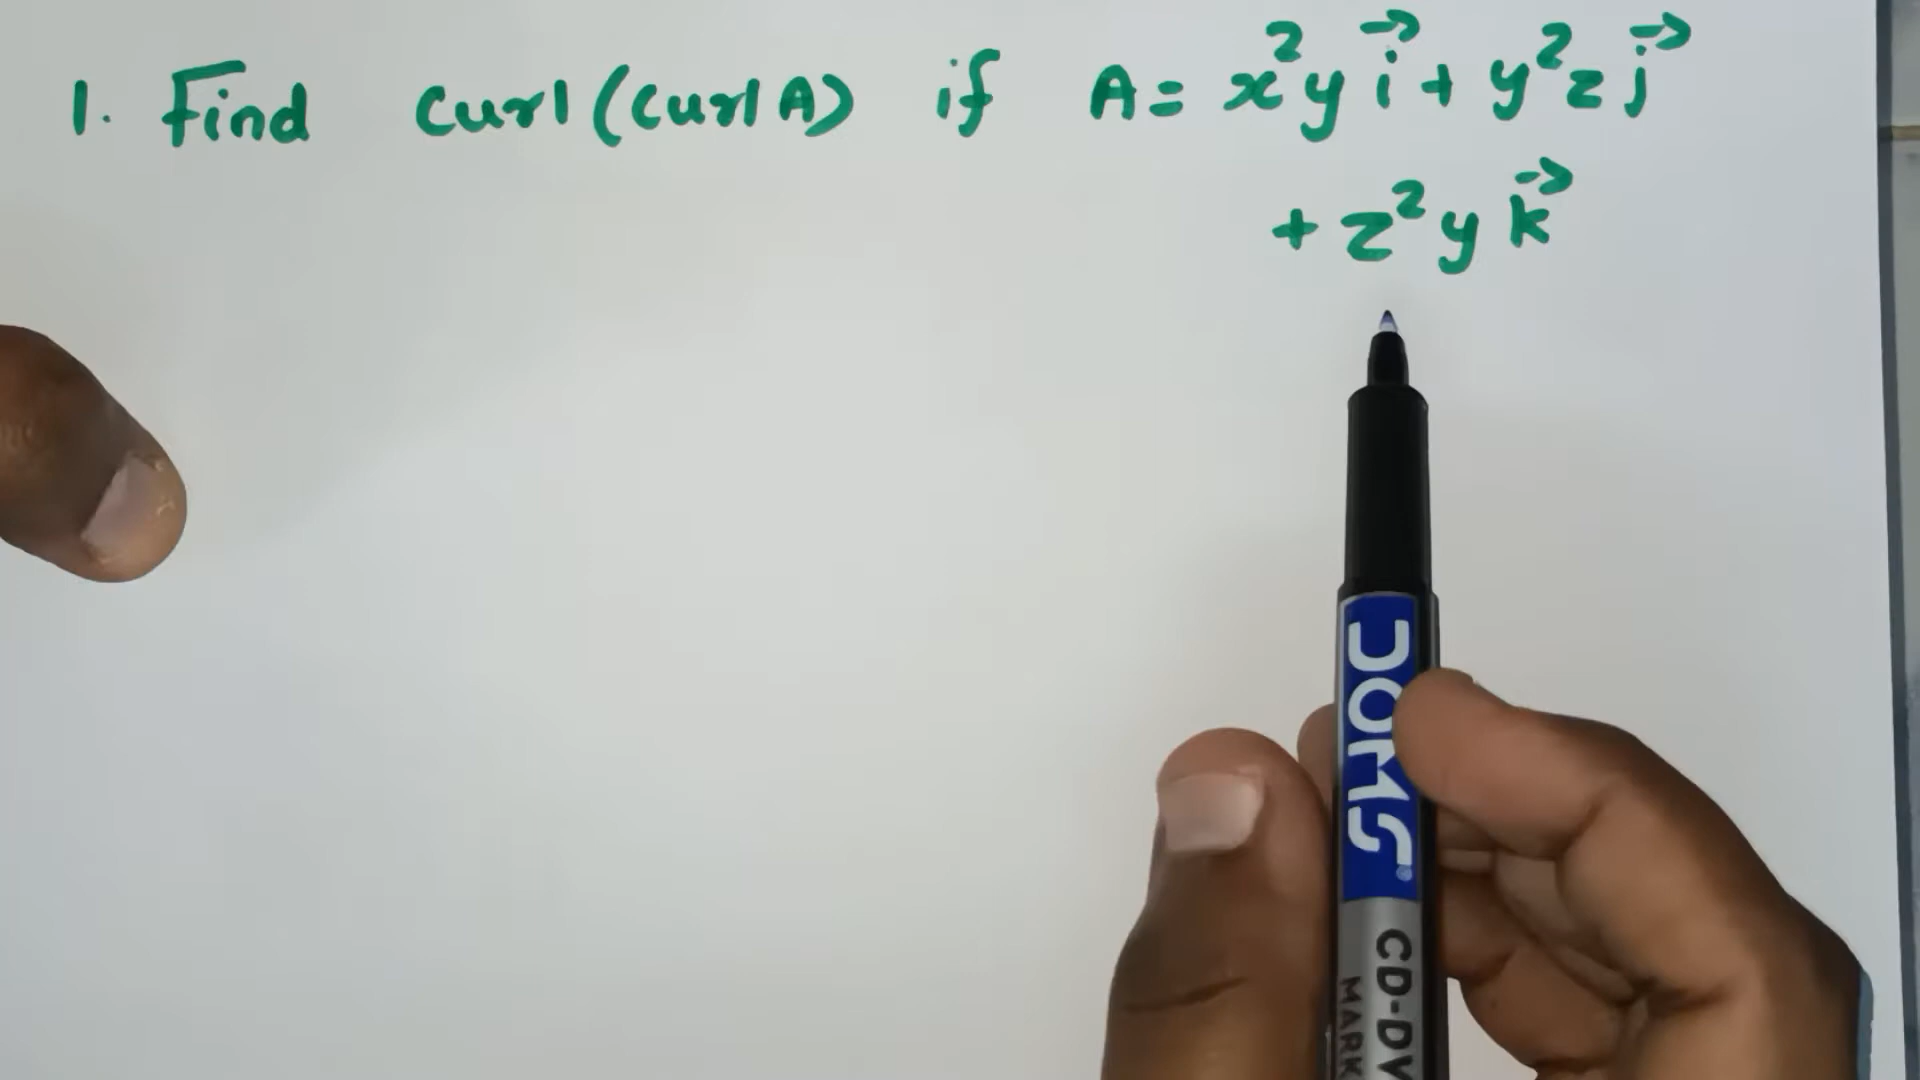 1. Find curl (curl A) if A = x²y i⃗ + y²z j⃗
+ z²y k⃗
DOMS®
CD-DV
MARK